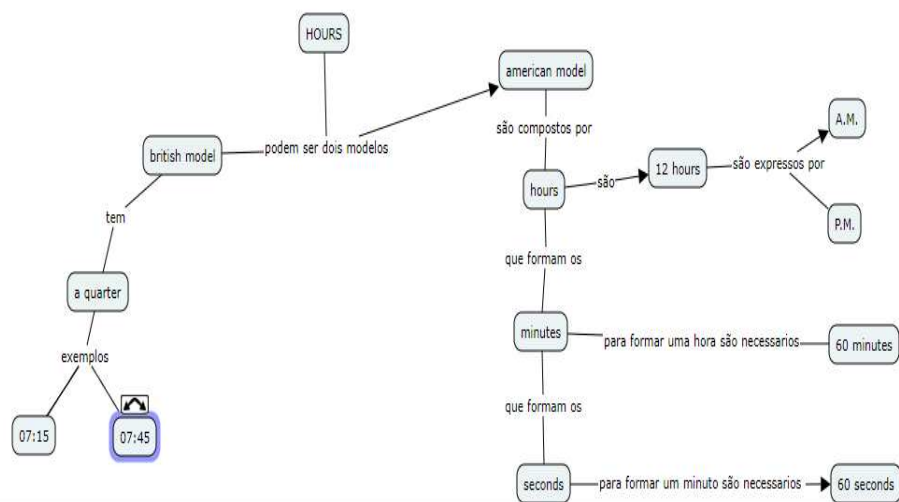 HOURS
podem ser dois modelos
british model
tem
a quarter
exemplos
07:15
07:45
american model
são compostos por
hours
são
12 hours
são expressos por
A.M.
P.M.
que formam os
minutes
para formar uma hora são necessarios
60 minutes
que formam os
seconds
para formar um minuto são necessarios
60 seconds